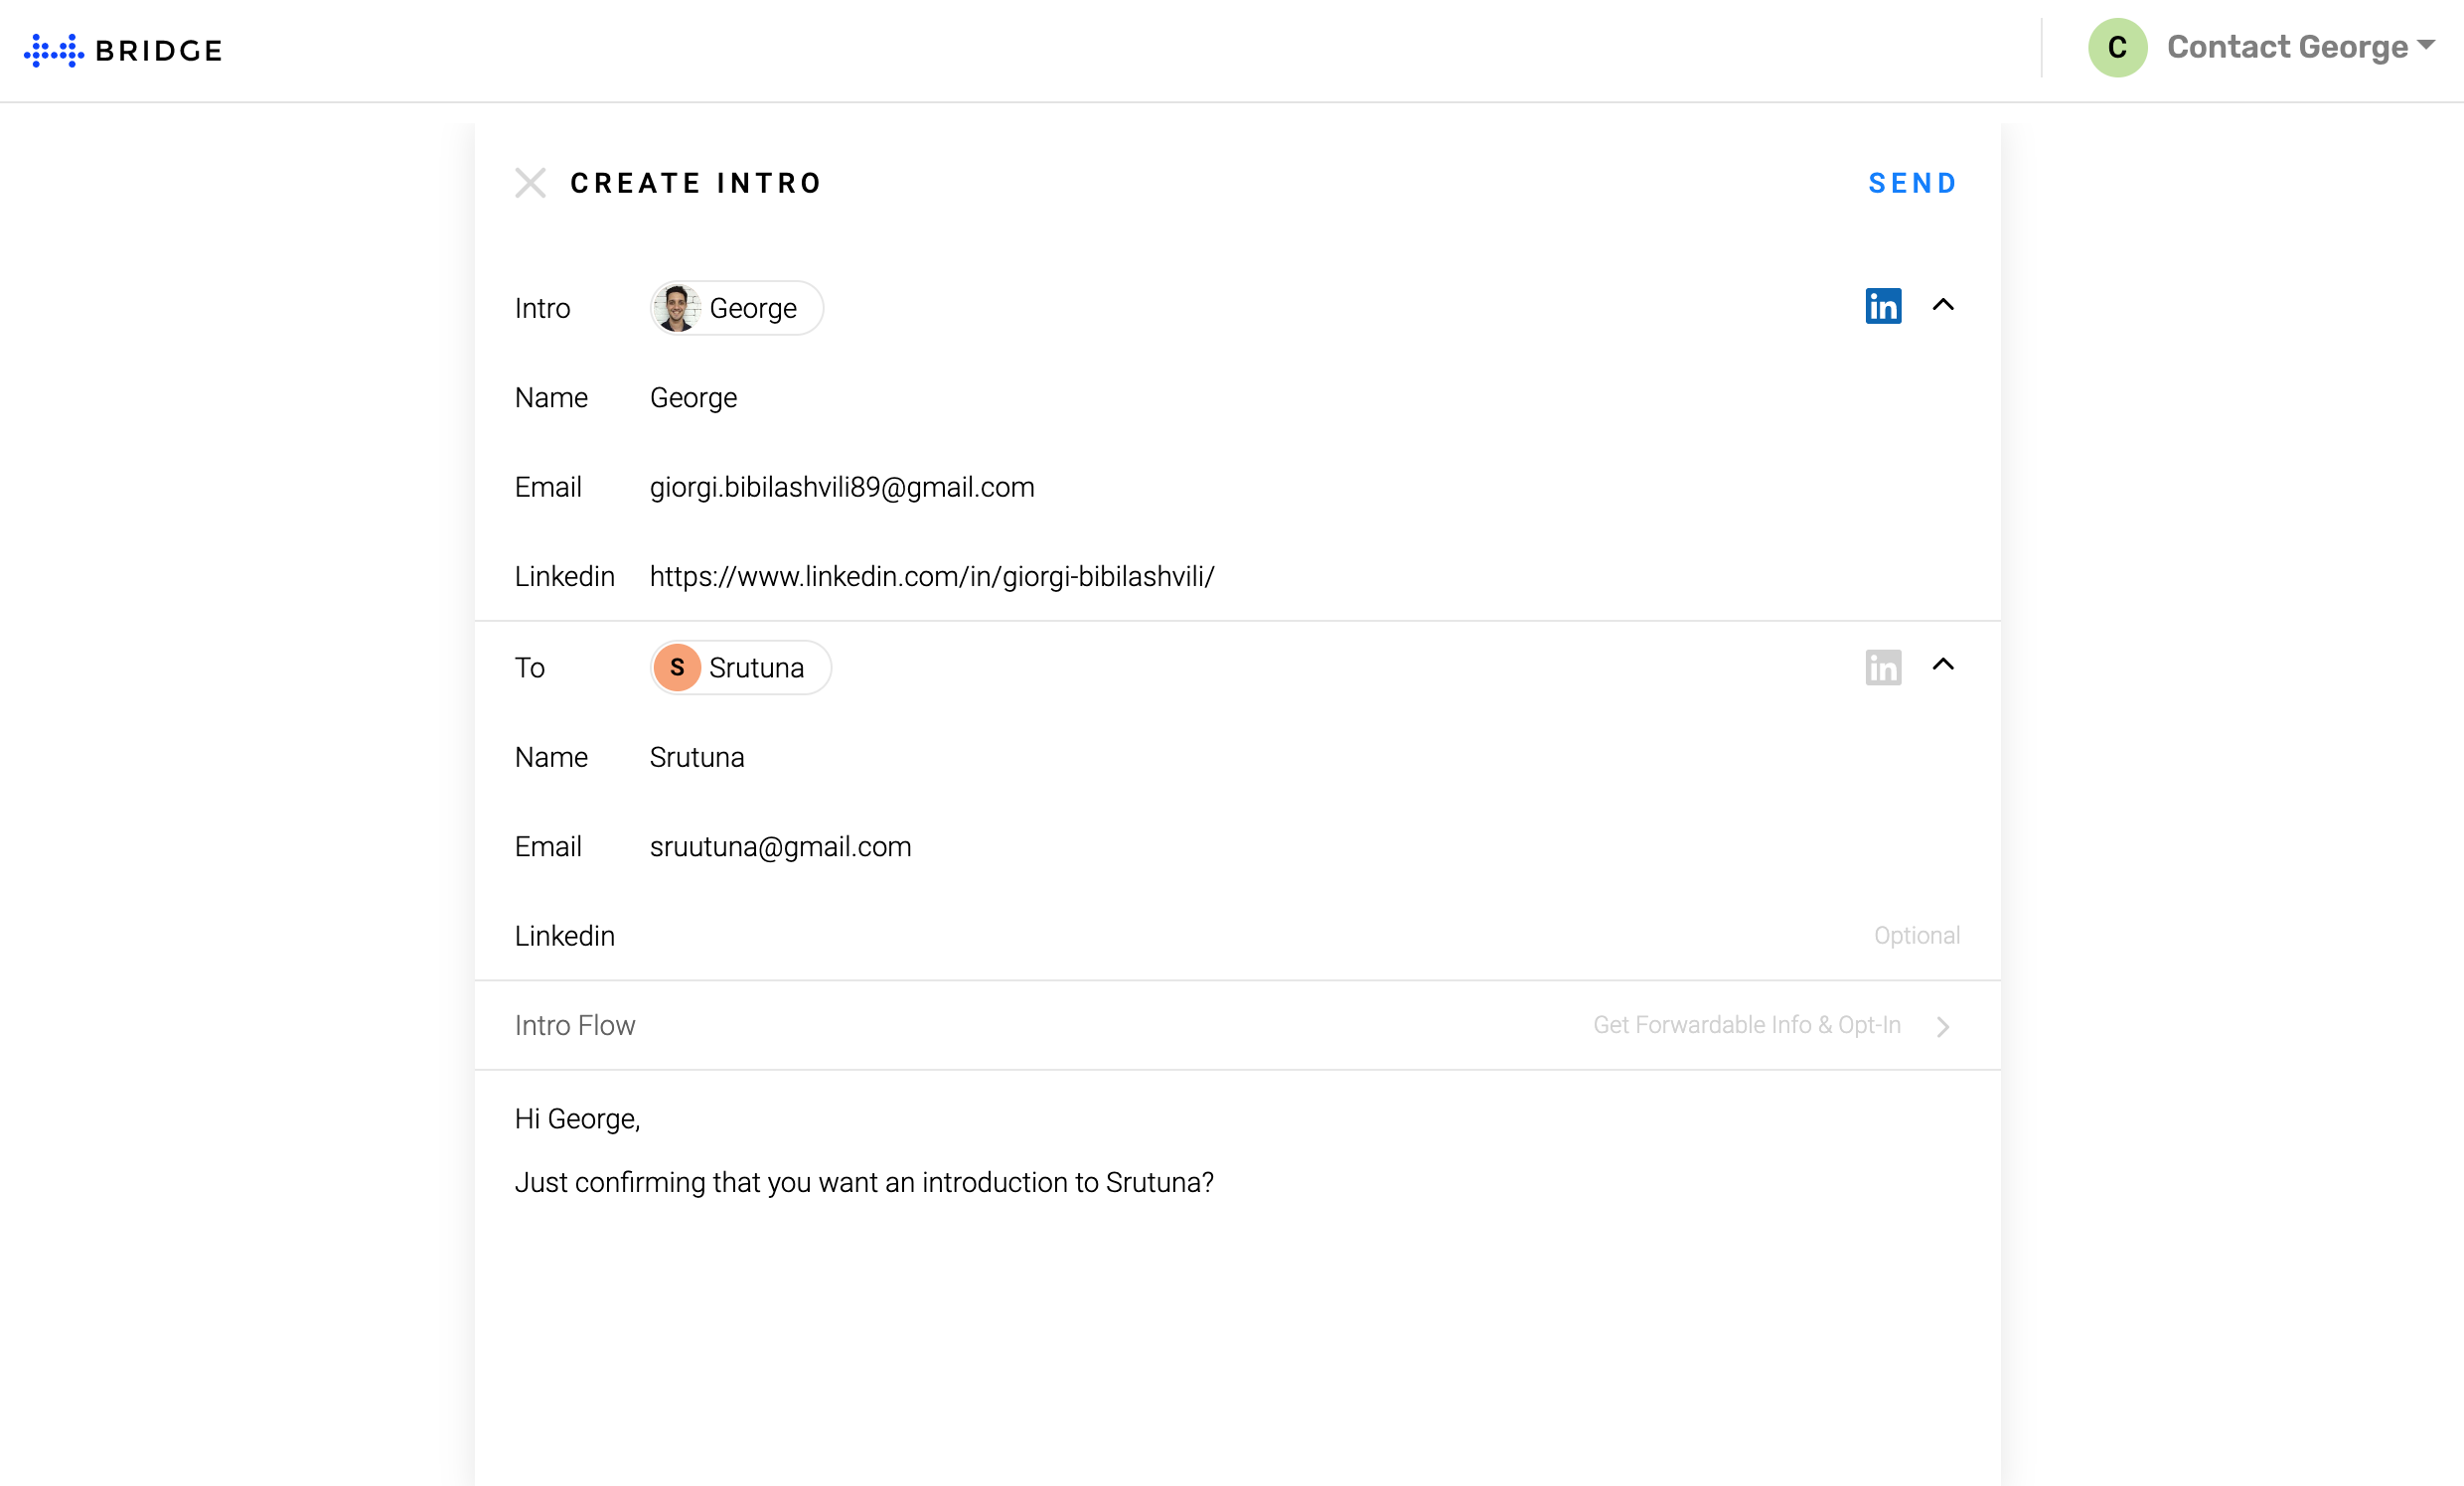 BRIDGE
C Contact George
CREATE INTRO SEND
Intro George in
Name George
Email giorgi.bibilashvili89@gmail.com
Linkedin https://www.linkedin.com/in/giorgi-bibilashvili/
To S Srutuna in
Name Srutuna
Email sruutuna@gmail.com
Linkedin Optional
Intro Flow Get Forwardable Info & Opt-In
Hi George,
Just confirming that you want an introduction to Srutuna?